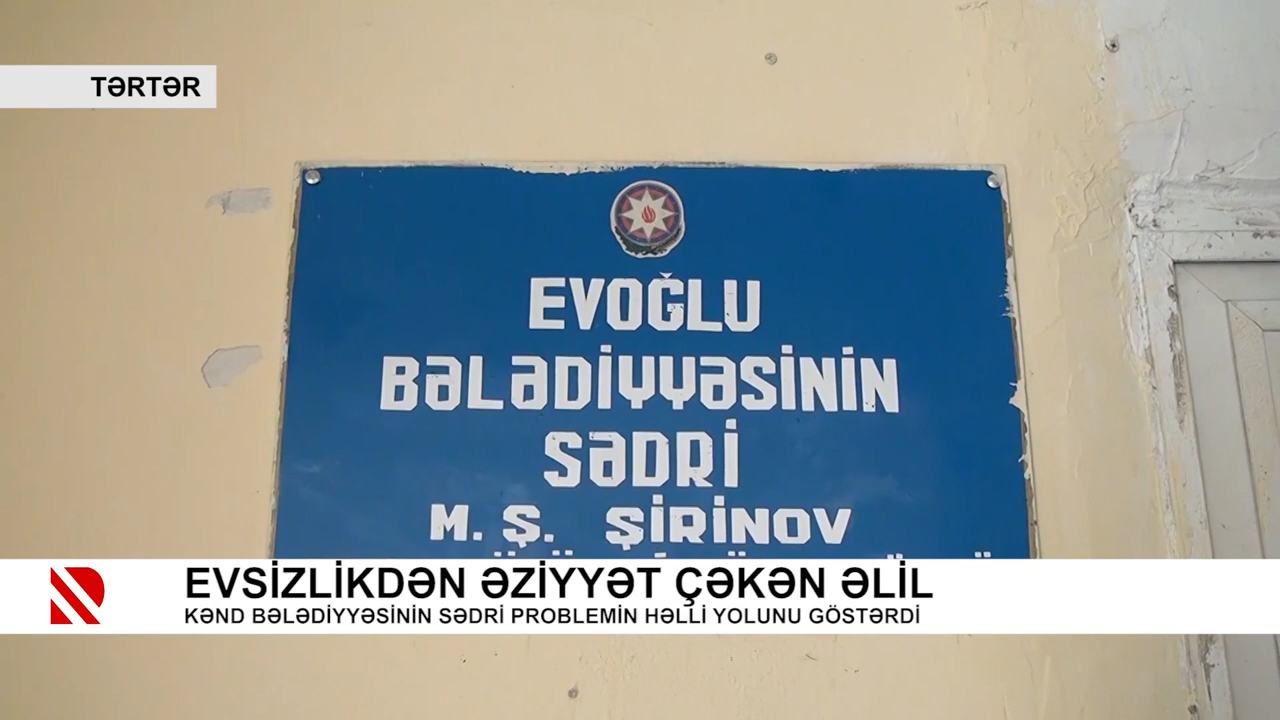 TƏRTƏR
EVOĞLU
BƏLƏDİYYƏSİNİN
SƏDRİ
M. Ş. ŞİRİNOV
EVSİZLİKDƏN ƏZİYYƏT ÇƏKƏN ƏLİL
KƏND BƏLƏDİYYƏSİNİN SƏDRİ PROBLEMİN HƏLLİ YOLUNU GÖSTƏRDİ